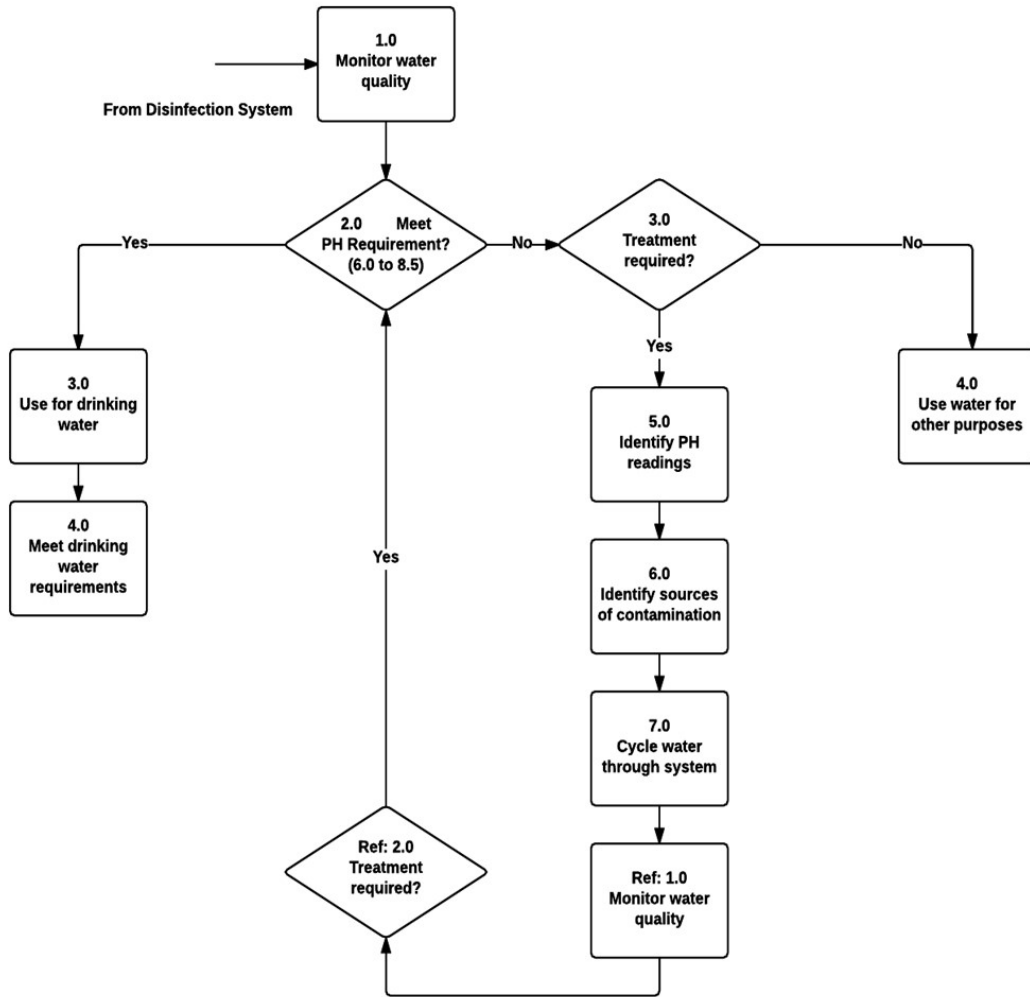 1.0
Monitor water
quality
From Disinfection System
2.0 Meet
PH Requirement?
(6.0 to 8.5)
Yes
No
3.0
Treatment
required?
No
Yes
3.0
Use for drinking
water
4.0
Meet drinking
water
requirements
4.0
Use water for
other purposes
5.0
Identify PH
readings
6.0
Identify sources
of contamination
7.0
Cycle water
through system
Ref: 1.0
Monitor water
quality
Ref: 2.0
Treatment
required?
Yes